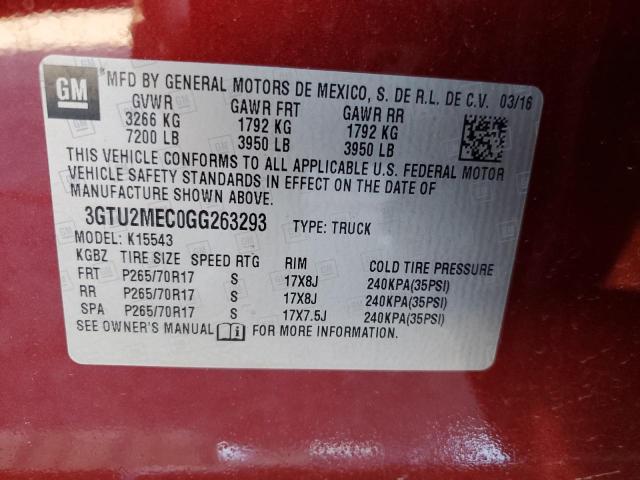 GM
*MFD BY GENERAL MOTORS DE MEXICO, S. DE R.L. DE C.V. 03/16
GVWR GAWR FRT GAWR RR
3266 KG 1792 KG 1792 KG
7200 LB 3950 LB 3950 LB
THIS VEHICLE CONFORMS TO ALL APPLICABLE U.S. FEDERAL MOTOR
VEHICLE SAFETY STANDARDS IN EFFECT ON THE DATE OF
MANUFACTURE SHOWN ABOVE.
3GTU2MEC0GG263293 TYPE: TRUCK
MODEL: K15543
KGBZ TIRE SIZE SPEED RTG RIM COLD TIRE PRESSURE
FRT P265/70R17 S 17X8J 240KPA(35PSI)
RR P265/70R17 S 17X8J 240KPA(35PSI)
SPA P265/70R17 S 17X7.5J 240KPA(35PSI)
SEE OWNER'S MANUAL FOR MORE INFORMATION.